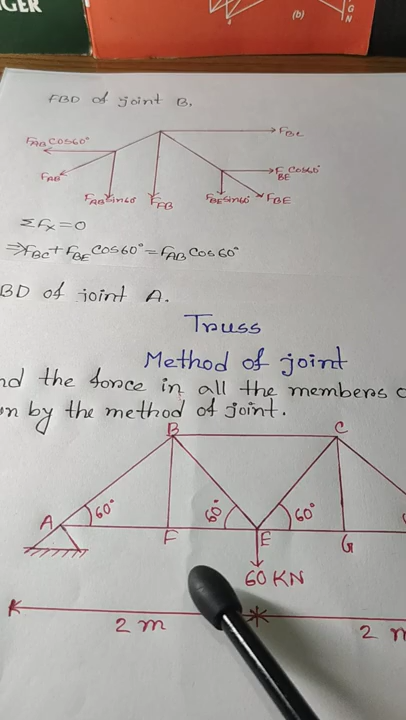 GER
(b)
G
N
FBD of joint B.
FAB COS60°
FBC
FAB
FAB Sin60
FFB
FBE COS60°
FBE Sin60°
FBE
ΣFx=0
⇒FBC+FBE COS60°=FAB COS60°
BD of joint A.
Truss
Method of joint
nd the force in all the members
on by the method of joint.
B
C
A
60°
60°
60°
F
E
G
60 KN
2 m
2 m